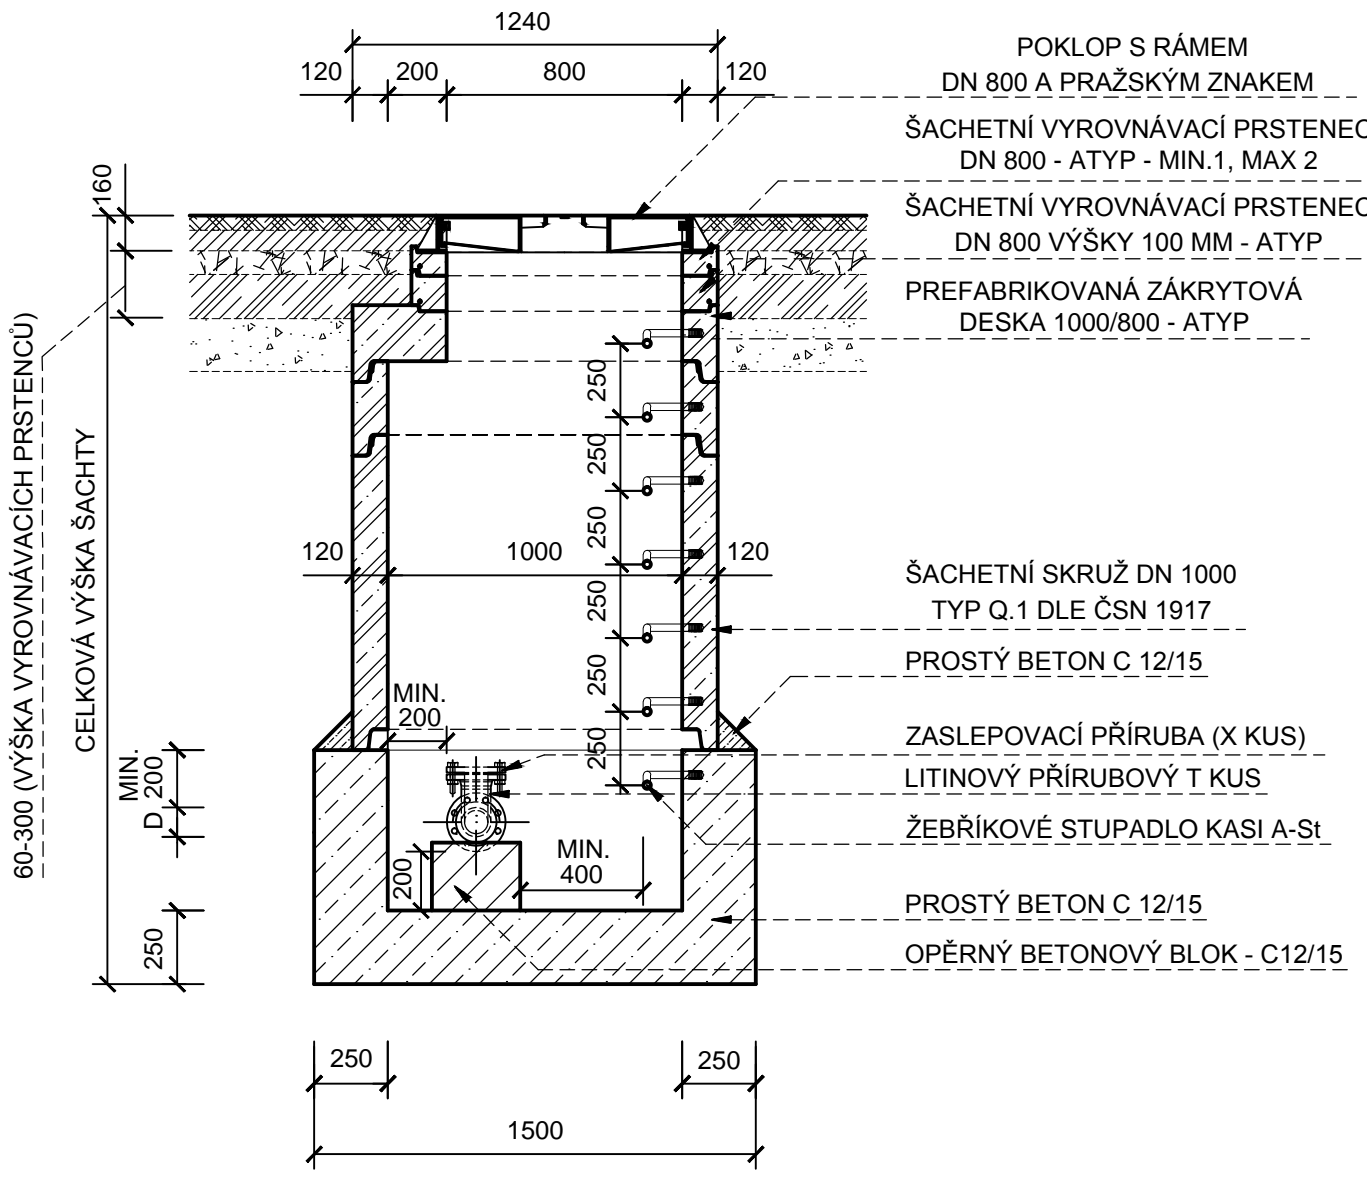 1240
120 200 800 120
POKLOP S RÁMEM
DN 800 A PRAŽSKÝM ZNAKEM
ŠACHETNÍ VYROVNÁVACÍ PRSTENEC
DN 800 - ATYP - MIN.1, MAX 2
ŠACHETNÍ VYROVNÁVACÍ PRSTENEC
DN 800 VÝŠKY 100 MM - ATYP
PREFABRIKOVANÁ ZÁKRYTOVÁ
DESKA 1000/800 - ATYP
160
60-300 (VÝŠKA VYROVNÁVACÍCH PRSTENCŮ)
CELKOVÁ VÝŠKA ŠACHTY
250
250
250
250
250
250
120 1000 120
ŠACHETNÍ SKRUŽ DN 1000
TYP Q.1 DLE ČSN 1917
PROSTÝ BETON C 12/15
MIN.
200
ZASLEPOVACÍ PŘÍRUBA (X KUS)
LITINOVÝ PŘÍRUBOVÝ T KUS
ŽEBŘÍKOVÉ STUPADLO KASI A-St
MIN.
200
D
250
200
MIN.
400
PROSTÝ BETON C 12/15
OPĚRNÝ BETONOVÝ BLOK - C12/15
250 250
1500